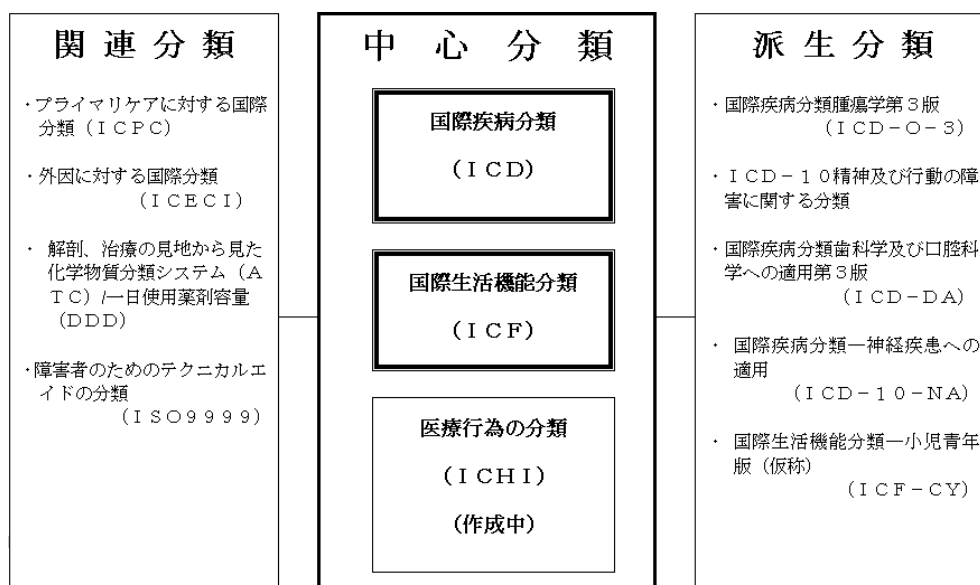 関連分類
・プライマリケアに対する国際
分類（ＩＣＰＣ）
・外因に対する国際分類
（ＩＣＥＣＩ）
・ 解剖、治療の見地から見た
化学物質分類システム（Ａ
ＴＣ）/一日使用薬剤容量
（ＤＤＤ）
・障害者のためのテクニカルエ
イドの分類
（ＩＳＯ９９９９）
中心分類
国際疾病分類
（ＩＣＤ）
国際生活機能分類
（ＩＣＦ）
医療行為の分類
（ＩＣＨＩ）
（作成中）
派生分類
・国際疾病分類腫瘍学第３版
（ＩＣＤ－Ｏ－３）
・ＩＣＤ－１０精神及び行動の障
害に関する分類
・国際疾病分類歯科学及び口腔科
学への適用第３版
（ＩＣＤ－ＤＡ）
・ 国際疾病分類―神経疾患への
適用
（ＩＣＤ－１０－ＮＡ）
・ 国際生活機能分類―小児青年
版（仮称）
（ＩＣＦ－ＣＹ）